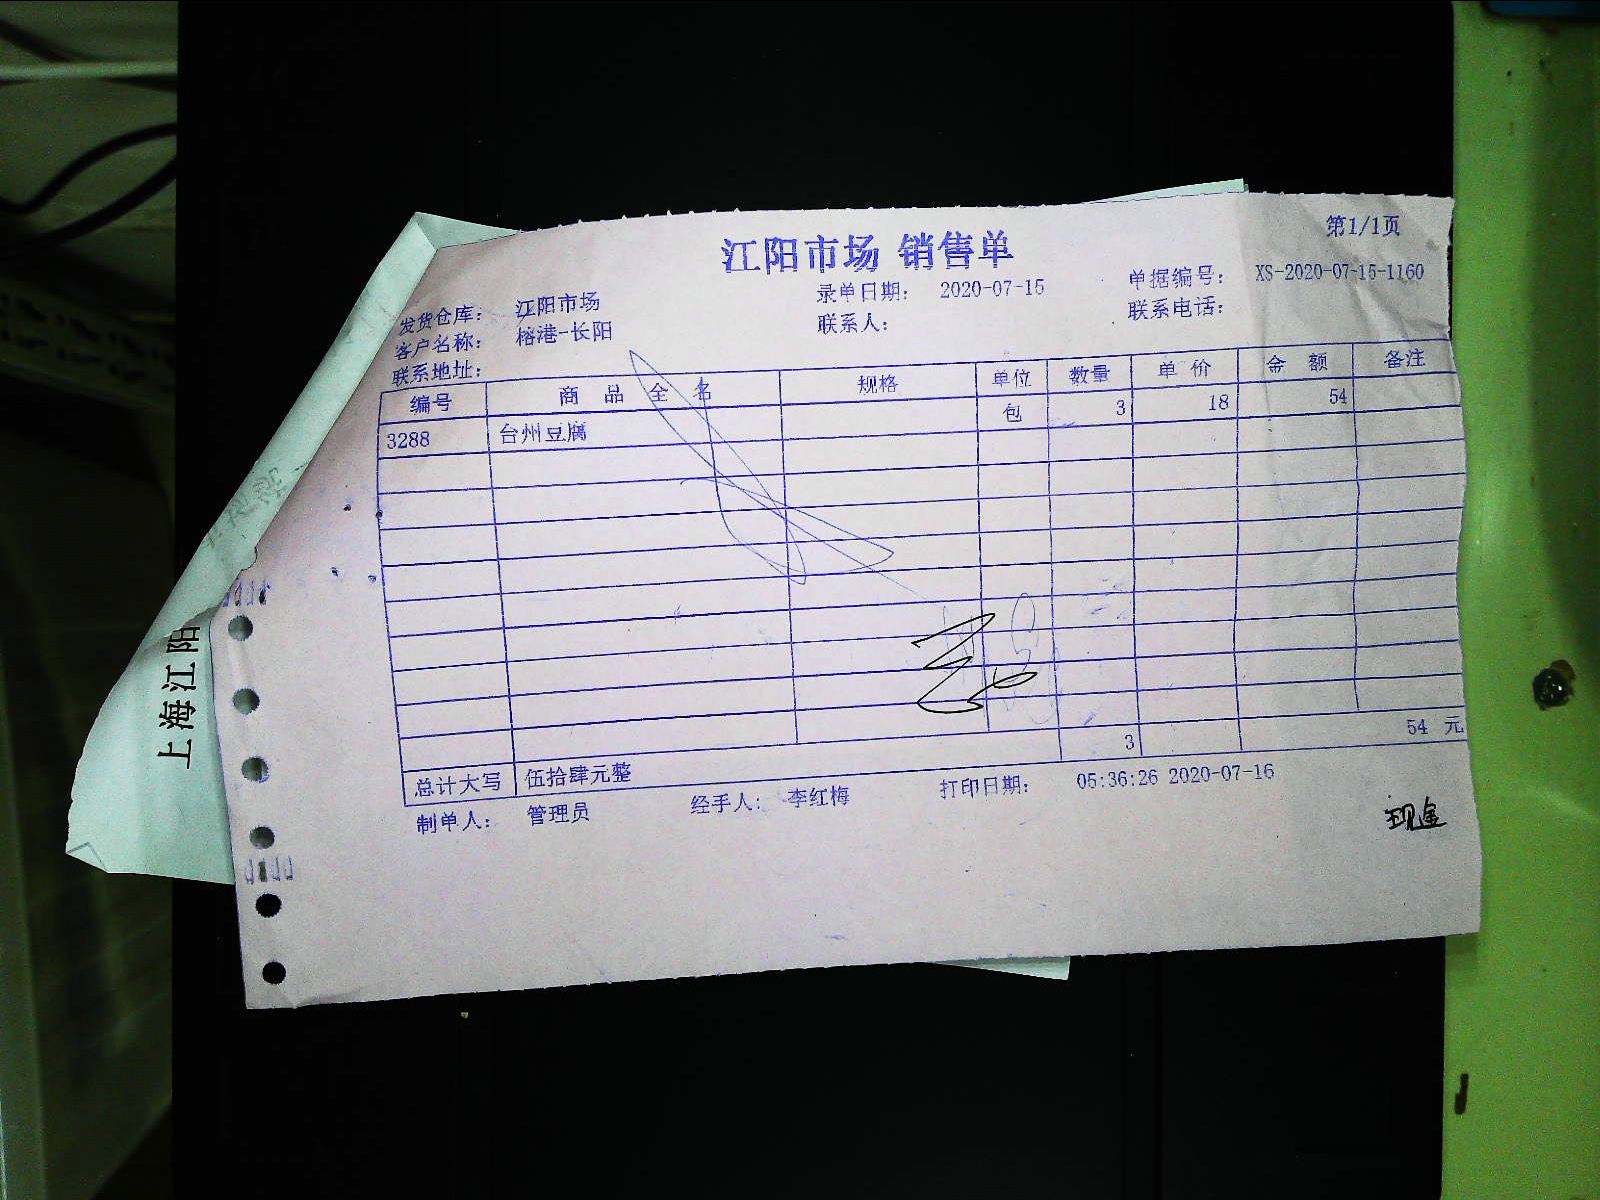 第1/1页
江阳市场 销售单
发货仓库： 江阳市场 录单日期： 2020-07-15 单据编号： XS-2020-07-15-1160
客户名称： 榕港-长阳 联系人： 联系电话：
联系地址：
编号 商品全名 规格 单位 数量 单价 金额 备注
3288 台州豆腐 包 3 18 54
3 54 元
总计大写 伍拾肆元整
制单人： 管理员 经手人： 李红梅 打印日期： 05:36:26 2020-07-16
现金
上海江阳